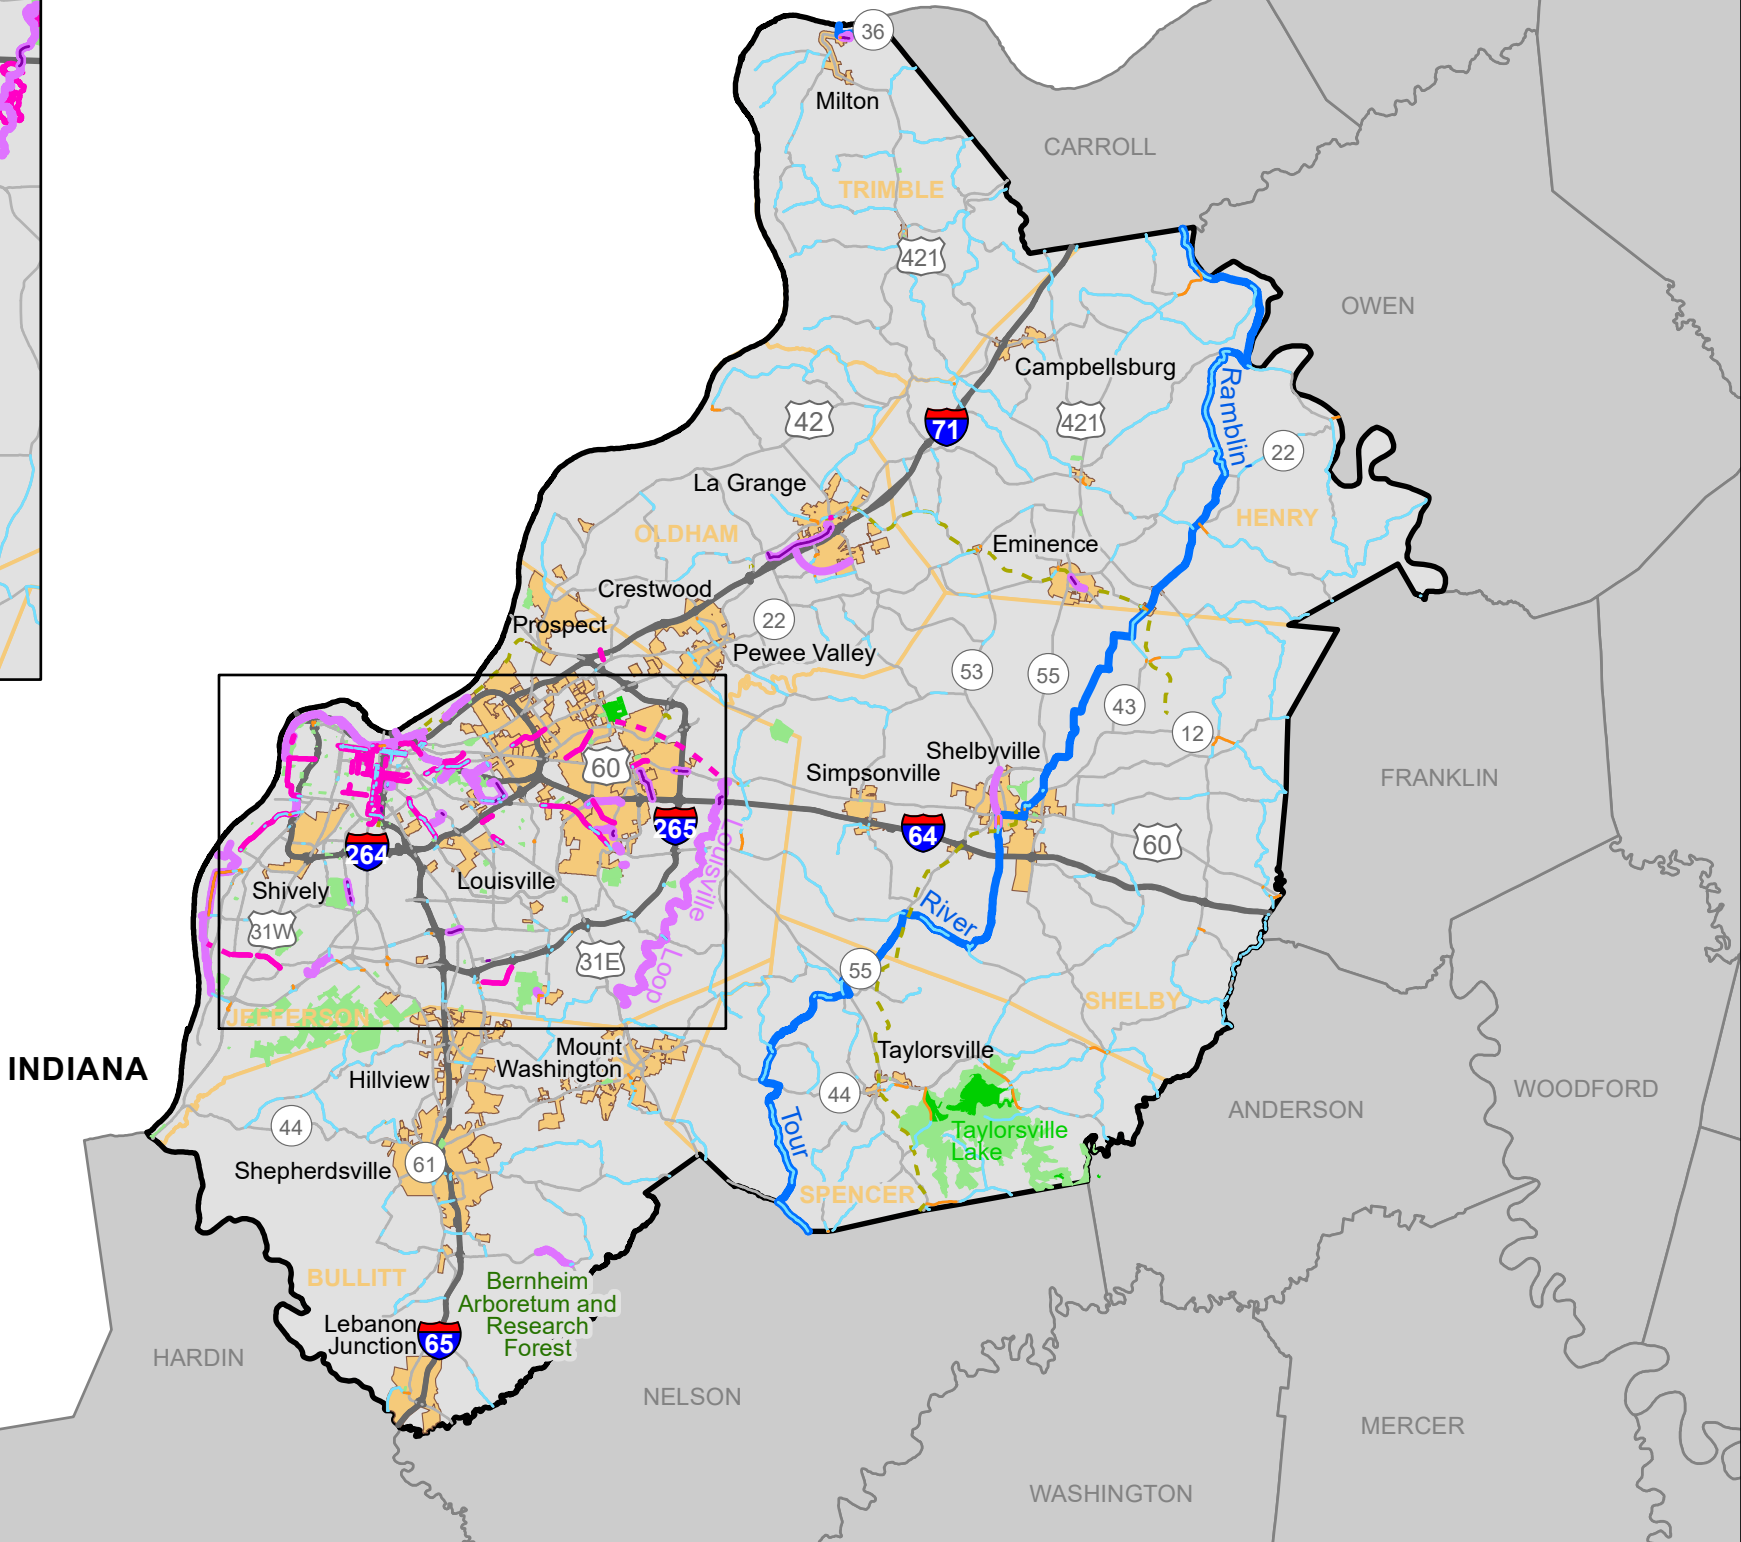 36
Milton
CARROLL
TRIMBLE
421
OWEN
Campbellsburg
Ramblin'
42
71
421
22
La Grange
OLDHAM
HENRY
Eminence
Crestwood
Prospect
22
Pewee Valley
53
55
43
12
Shelbyville
Simpsonville
60
FRANKLIN
265
64
60
264
Louisville
Loop
Shively
Louisville
31W
River
31E
55
SHELBY
JEFFERSON
INDIANA
Mount
Washington
Hillview
Taylorsville
44
WOODFORD
ANDERSON
44
Tour
Taylorsville
Lake
Shepherdsville
61
SPENCER
BULLITT
Bernheim
Arboretum and
Research
Forest
Lebanon
Junction
65
HARDIN
NELSON
MERCER
WASHINGTON